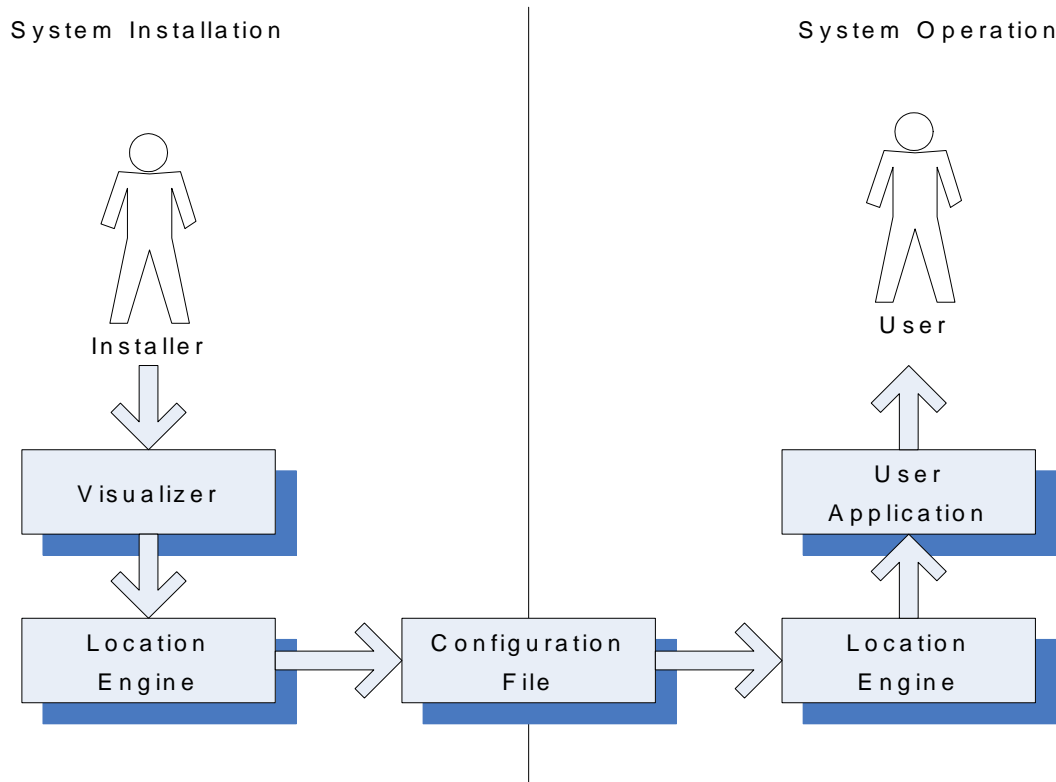 System Installation
System Operation
Installer
User
Visualizer
User
Application
Location
Engine
Configuration
File
Location
Engine